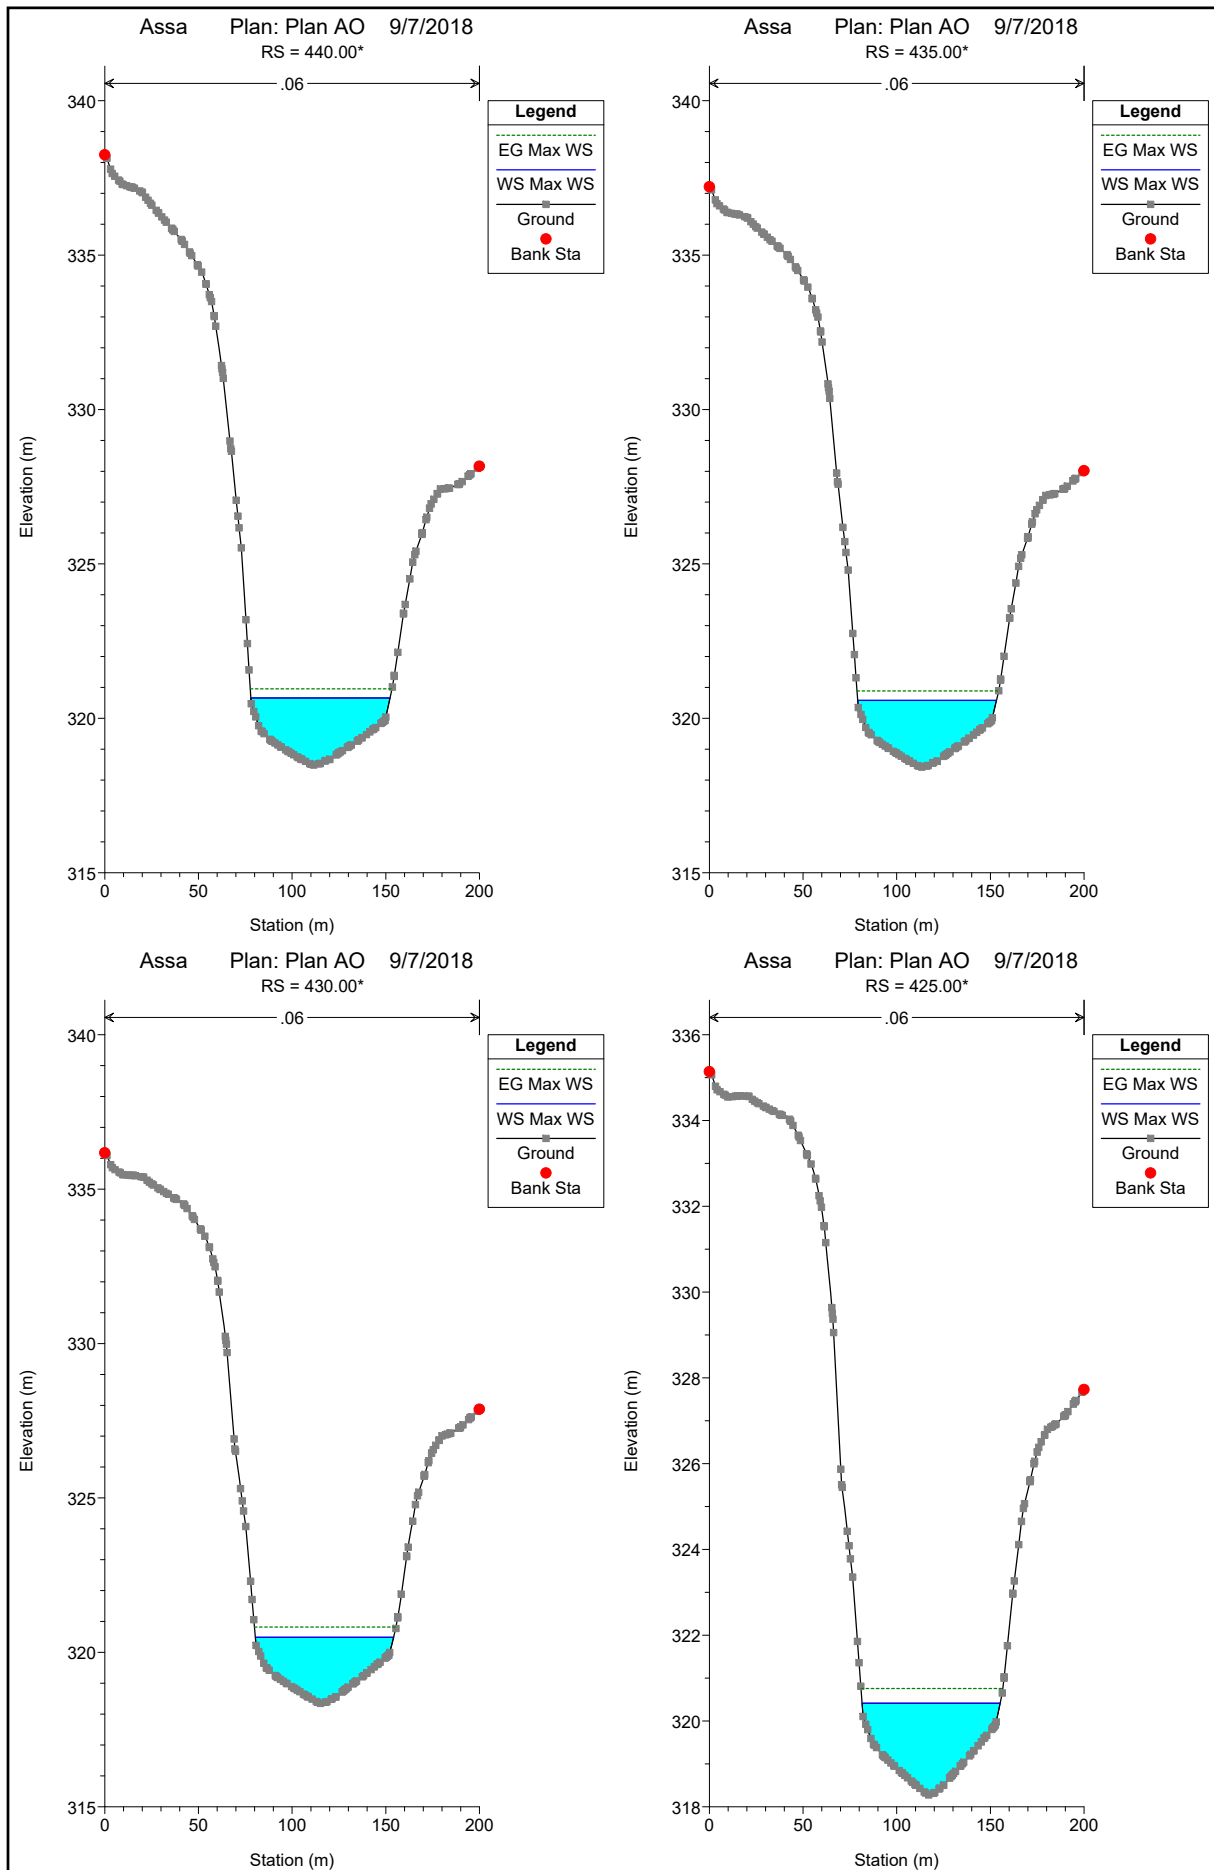 Assa Plan: Plan AO 9/7/2018
RS = 440.00*
.06
Legend
EG Max WS
WS Max WS
Ground
Bank Sta
340
335
330
325
320
315
0 50 100 150 200
Station (m)
Elevation (m)
Assa Plan: Plan AO 9/7/2018
RS = 435.00*
.06
Legend
EG Max WS
WS Max WS
Ground
Bank Sta
340
335
330
325
320
315
0 50 100 150 200
Station (m)
Elevation (m)
Assa Plan: Plan AO 9/7/2018
RS = 430.00*
.06
Legend
EG Max WS
WS Max WS
Ground
Bank Sta
340
335
330
325
320
315
0 50 100 150 200
Station (m)
Elevation (m)
Assa Plan: Plan AO 9/7/2018
RS = 425.00*
.06
Legend
EG Max WS
WS Max WS
Ground
Bank Sta
336
334
332
330
328
326
324
322
320
318
0 50 100 150 200
Station (m)
Elevation (m)